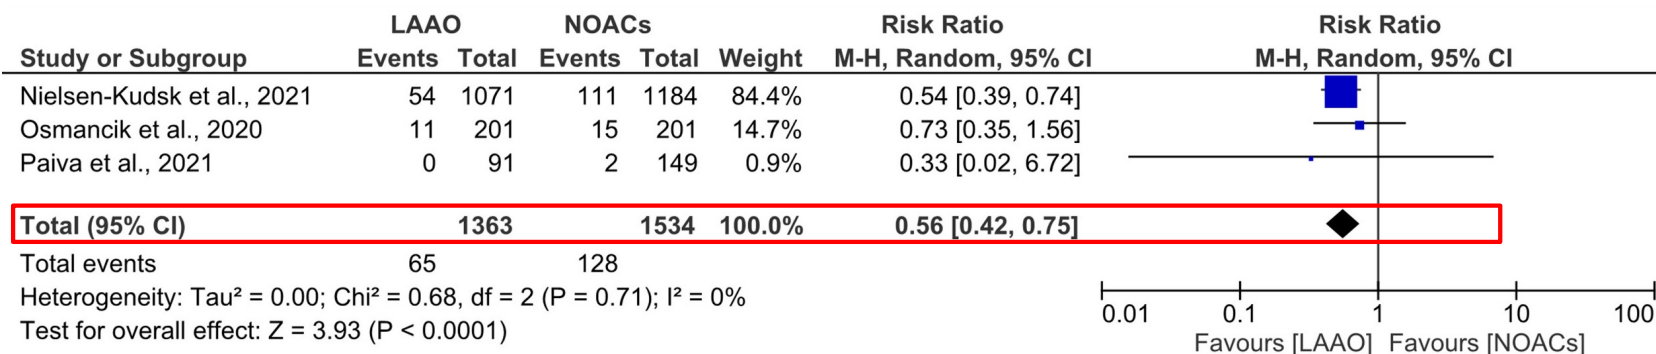 LAAO NOACs Risk Ratio Risk Ratio
Study or Subgroup Events Total Events Total Weight M-H, Random, 95% CI M-H, Random, 95% CI
Nielsen-Kudsk et al., 2021 54 1071 111 1184 84.4% 0.54 [0.39, 0.74]
Osmancik et al., 2020 11 201 15 201 14.7% 0.73 [0.35, 1.56]
Paiva et al., 2021 0 91 2 149 0.9% 0.33 [0.02, 6.72]
Total (95% CI) 1363 1534 100.0% 0.56 [0.42, 0.75]
Total events 65 128
Heterogeneity: Tau² = 0.00; Chi² = 0.68, df = 2 (P = 0.71); I² = 0%
Test for overall effect: Z = 3.93 (P < 0.0001)
0.01 0.1 1 10 100
Favours [LAAO] Favours [NOACs]